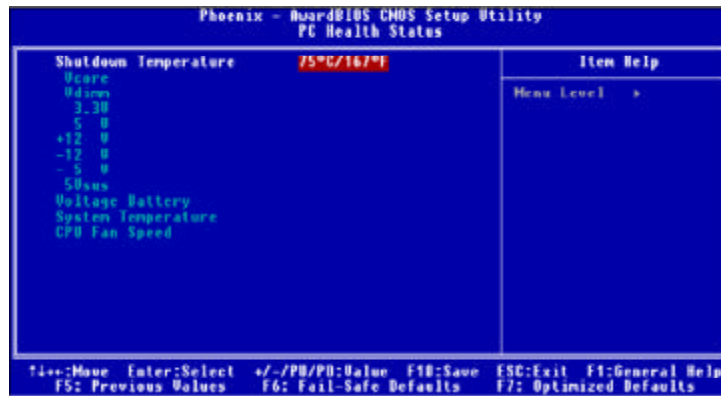 Phoenix - AwardBIOS CMOS Setup Utility
PC Health Status
Shutdown Temperature 75°C/167°F
Item Help
Vcore
Vdimm
Menu Level ▸
3.3V
5 V
+12 V
-12 V
- 5 V
5Vsus
Voltage Battery
System Temperature
CPU Fan Speed
↑↓→←:Move Enter:Select +/-/PU/PD:Value F10:Save ESC:Exit F1:General Help
F5: Previous Values F6: Fail-Safe Defaults F7: Optimized Defaults